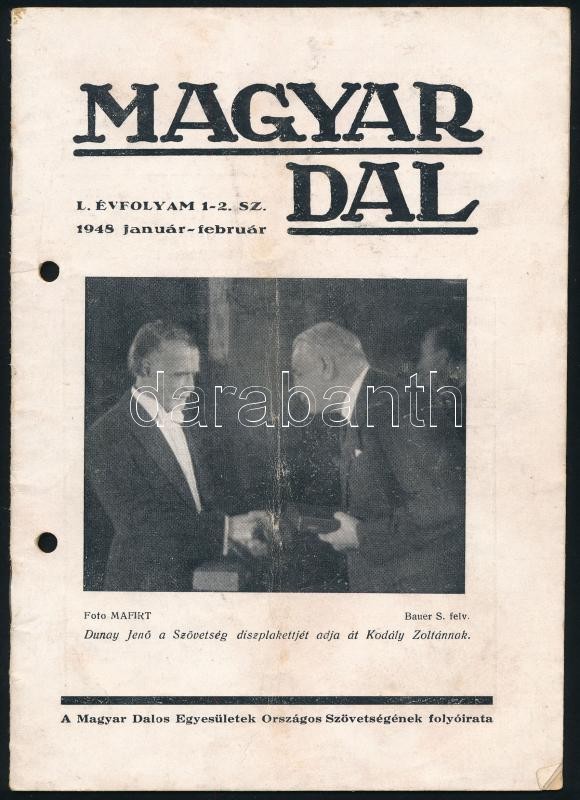 MAGYAR
DAL
L. ÉVFOLYAM 1-2. SZ.
1948 január-február
darabanth
Foto MAFIRT Bauer S. felv.
Dunay Jenő a Szövetség díszplakettjét adja át Kodály Zoltánnak.
A Magyar Dalos Egyesületek Országos Szövetségének folyóirata